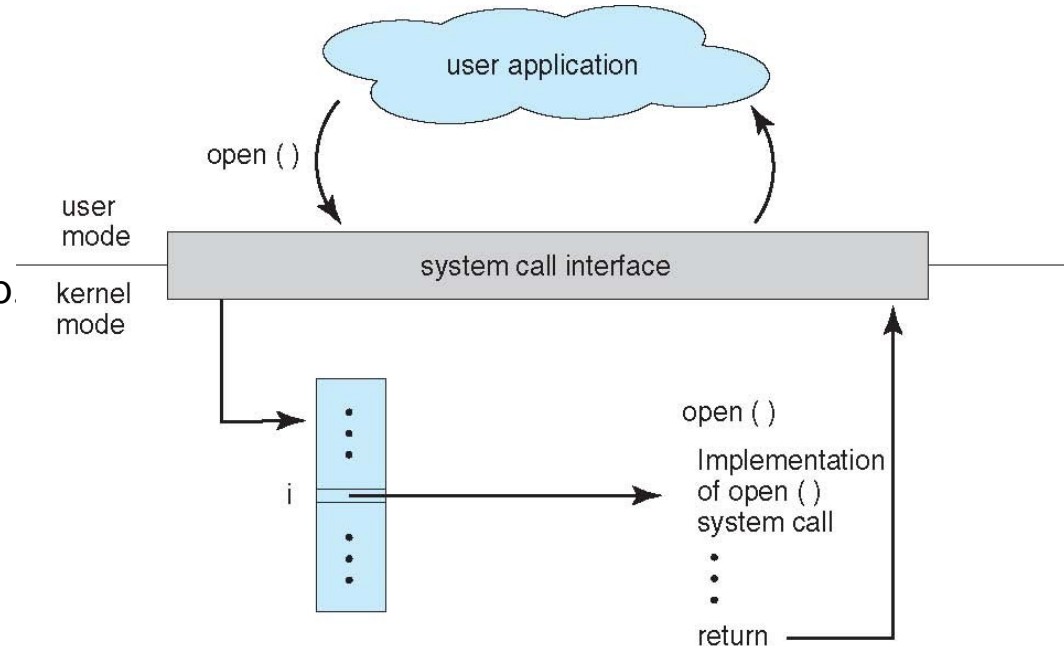 user application
open ( )
user
mode
system call interface
kernel
mode
open ( )
Implementation
of open ( )
system call
i
return